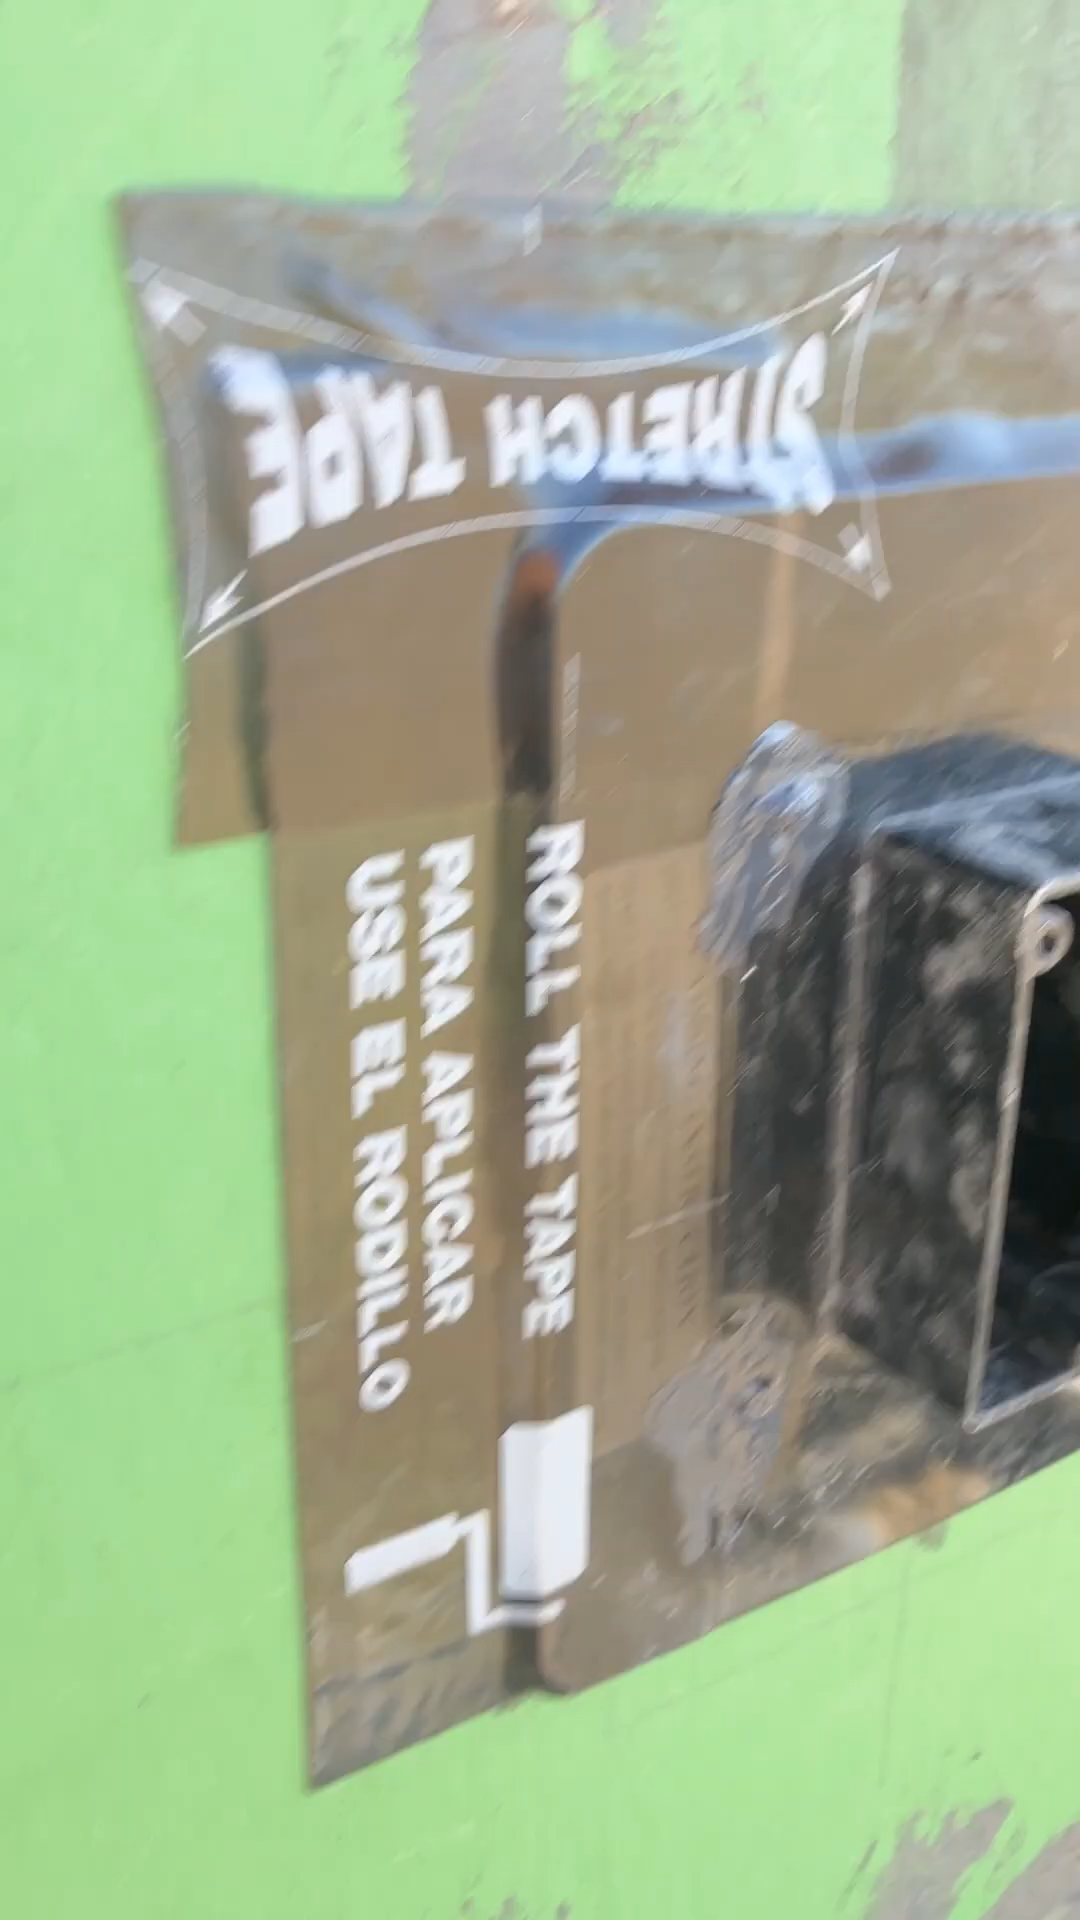 STRETCH TAPE
ROLL THE TAPE
PARA APLICAR
USE EL RODILLO